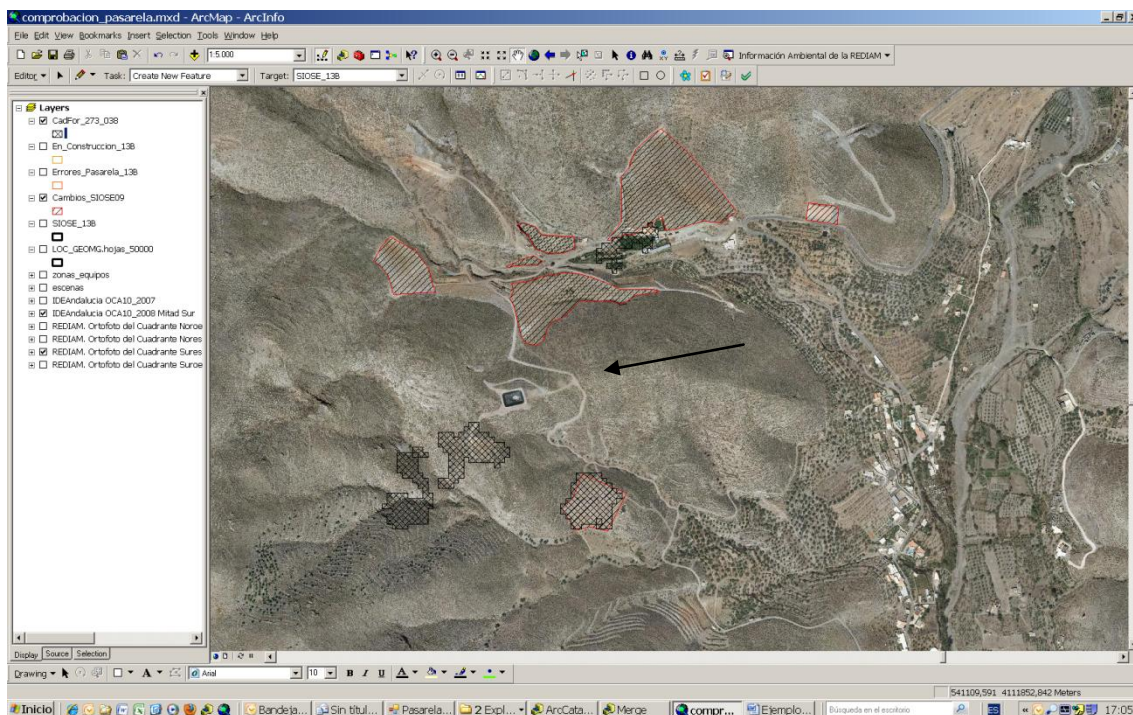 comprobacion_pasarela.mxd - ArcMap - ArcInfo
File Edit View Bookmarks Insert Selection Tools Window Help
1:5.000
Información Ambiental de la REDIAM
Editor Task: Create New Feature Target: SIOSE_13B
Layers
CadFor_273_038
En_Construccion_13B
Errores_Pasarela_13B
Cambios_SIOSE09
SIOSE_13B
LOC_GEOMG.hojas_50000
zonas_equipos
escenas
IDEAndalucia OCA10_2007
IDEAndalucia OCA10_2008 Mitad Sur
REDIAM. Ortofoto del Cuadrante Noroe
REDIAM. Ortofoto del Cuadrante Nores
REDIAM. Ortofoto del Cuadrante Sures
REDIAM. Ortofoto del Cuadrante Suroe
Display Source Selection
Drawing A Arial 10 B I U A
541109,591 4111852,842 Meters
Inicio Bandeja... Sin títul... Pasarela... 2 Expl... ArcCata... Merge compr... Ejemplo... Búsqueda en el escritorio ES 17:05